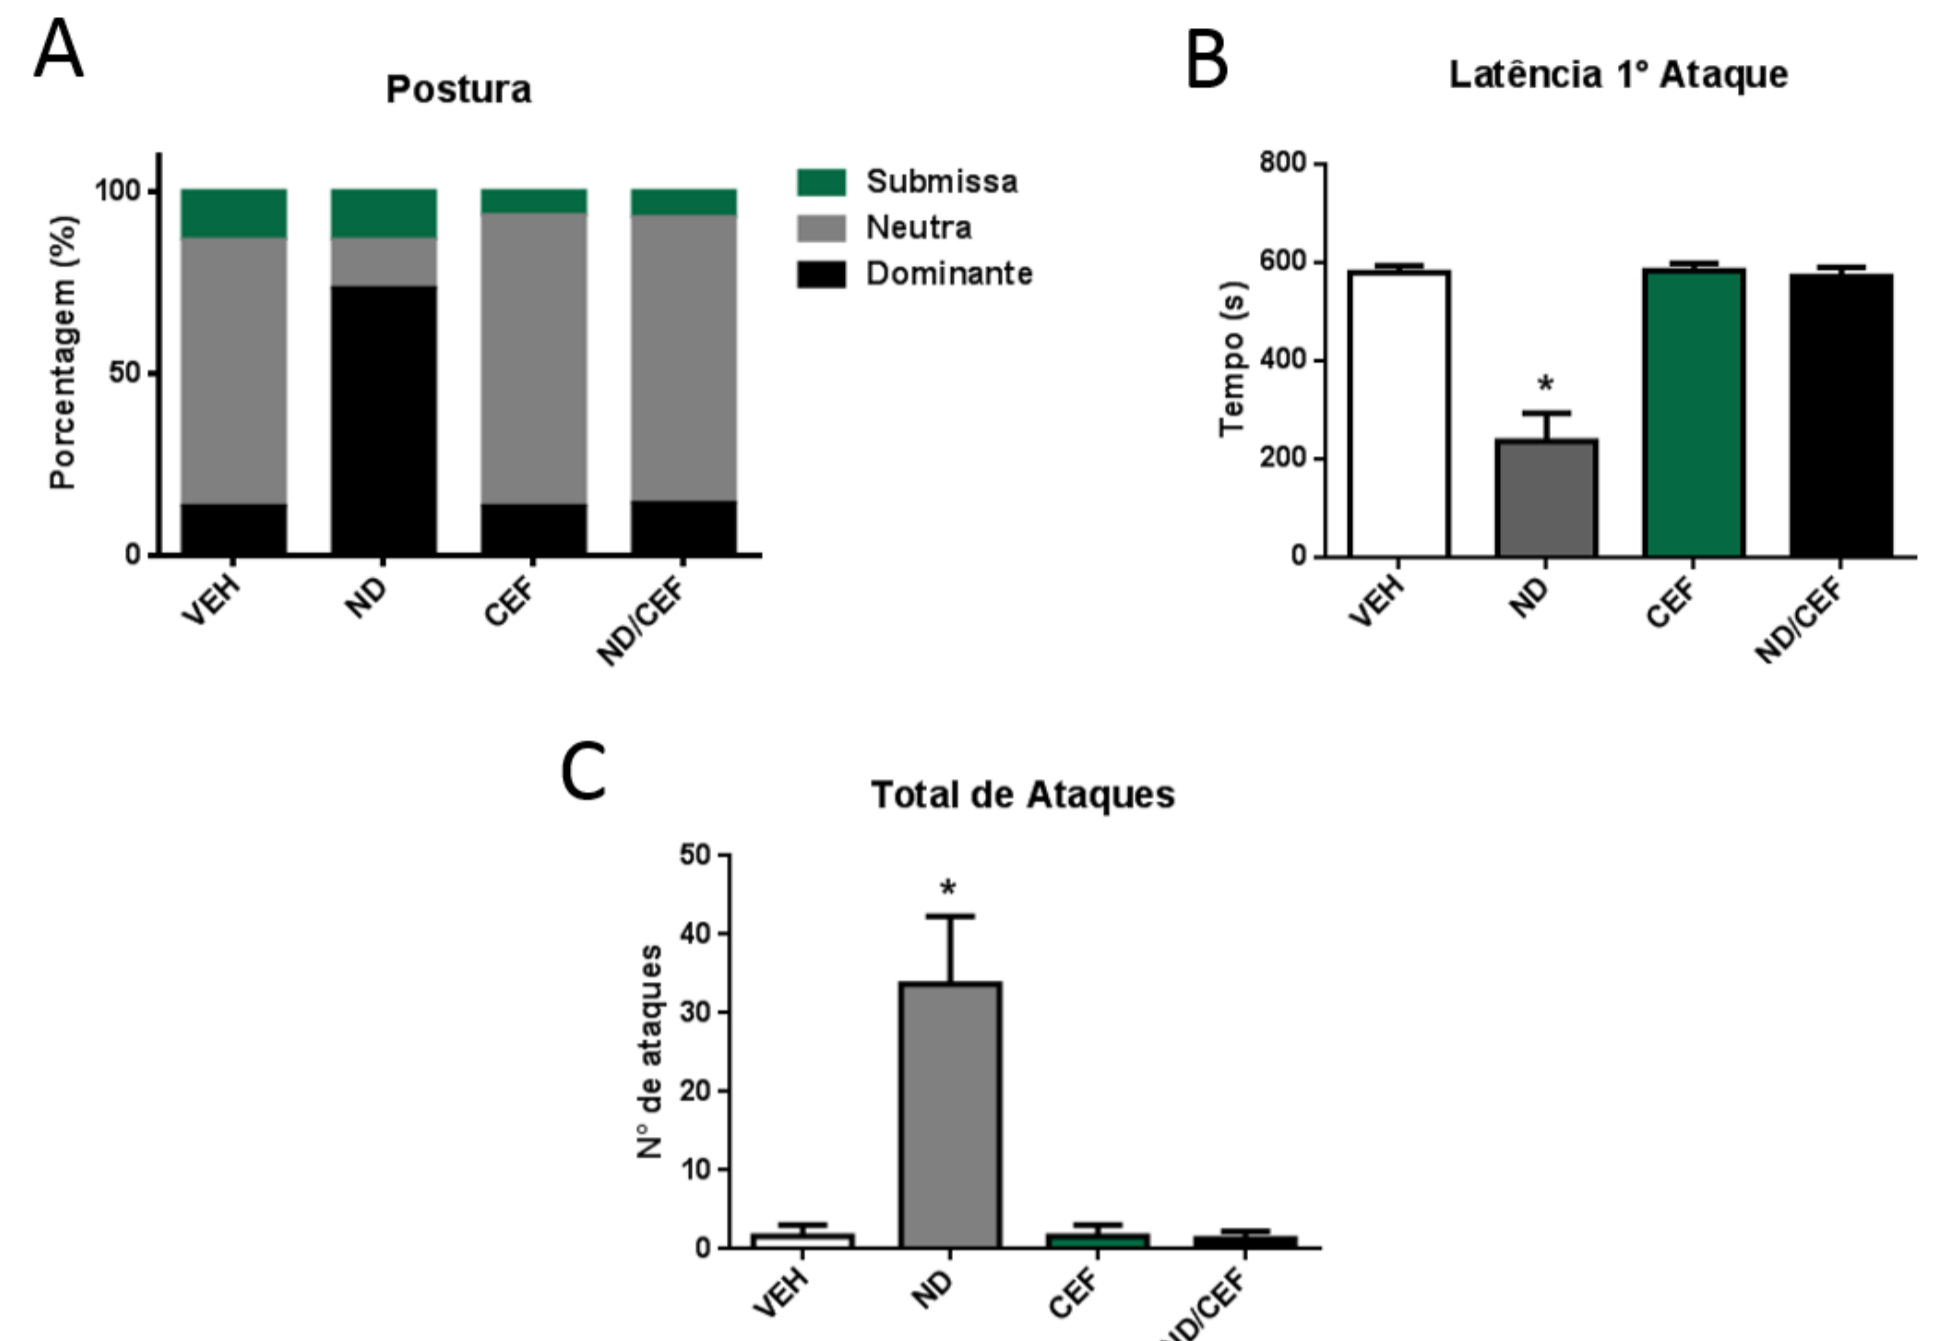 A
Postura
Porcentagem (%)
100
50
0
VEH
ND
CEF
ND/CEF
Submissa
Neutra
Dominante
B
Latência 1° Ataque
Tempo (s)
800
600
400
200
0
*
VEH
ND
CEF
ND/CEF
C
Total de Ataques
N° de ataques
50
40
30
20
10
0
*
VEH
ND
CEF
ND/CEF